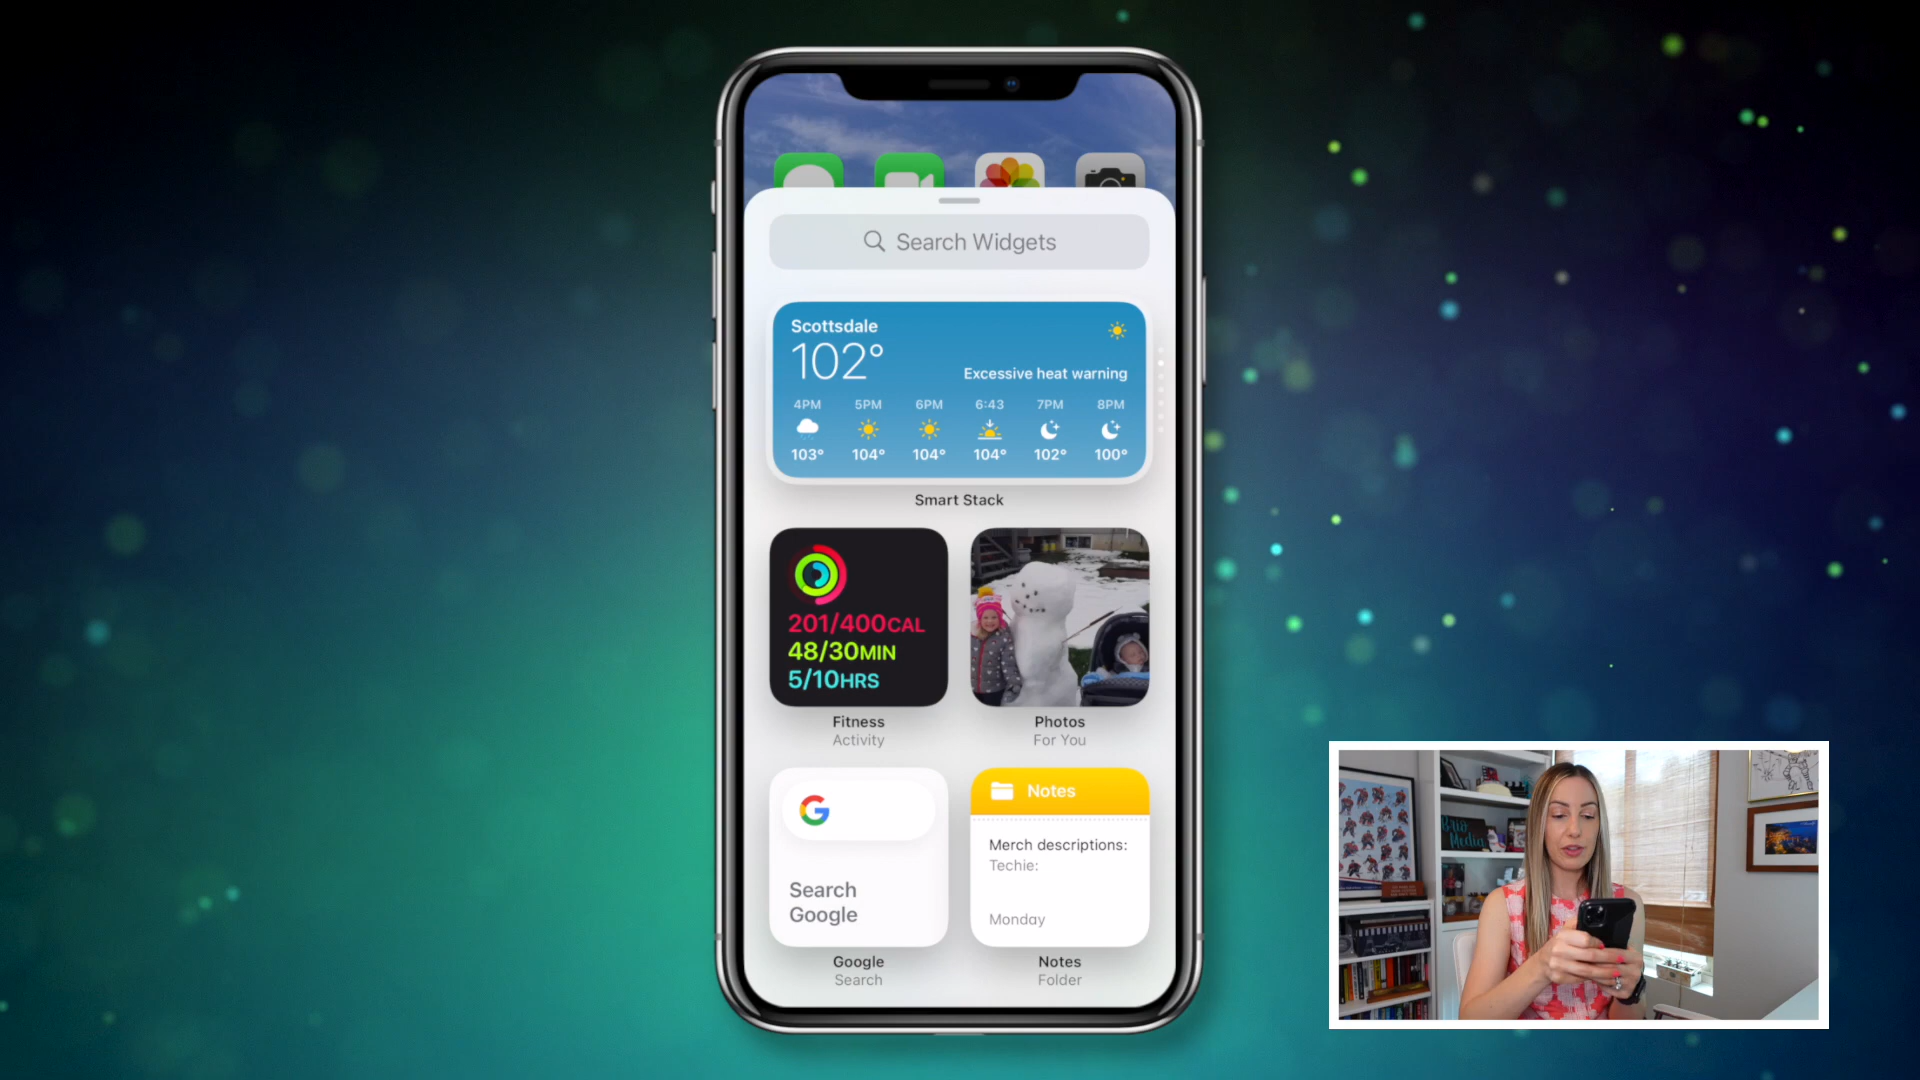 Search Widgets
Scottsdale
102°
Excessive heat warning
4PM 5PM 6PM 6:43 7PM 8PM
103° 104° 104° 104° 102° 100°
Smart Stack
201/400CAL
48/30MIN
5/10HRS
Fitness
Activity
Photos
For You
G
Search
Google
Google
Search
Notes
Merch descriptions:
Techie:
Monday
Notes
Folder
Brio
Media